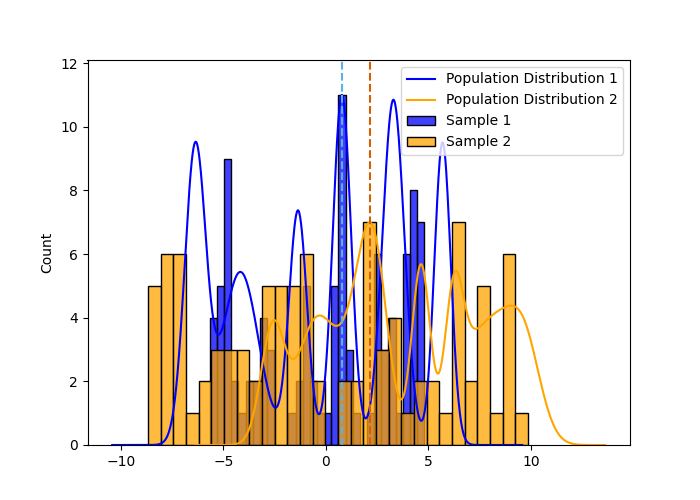 12
10
8
6
4
2
0
Count
−10
−5
0
5
10
Population Distribution 1
Population Distribution 2
Sample 1
Sample 2